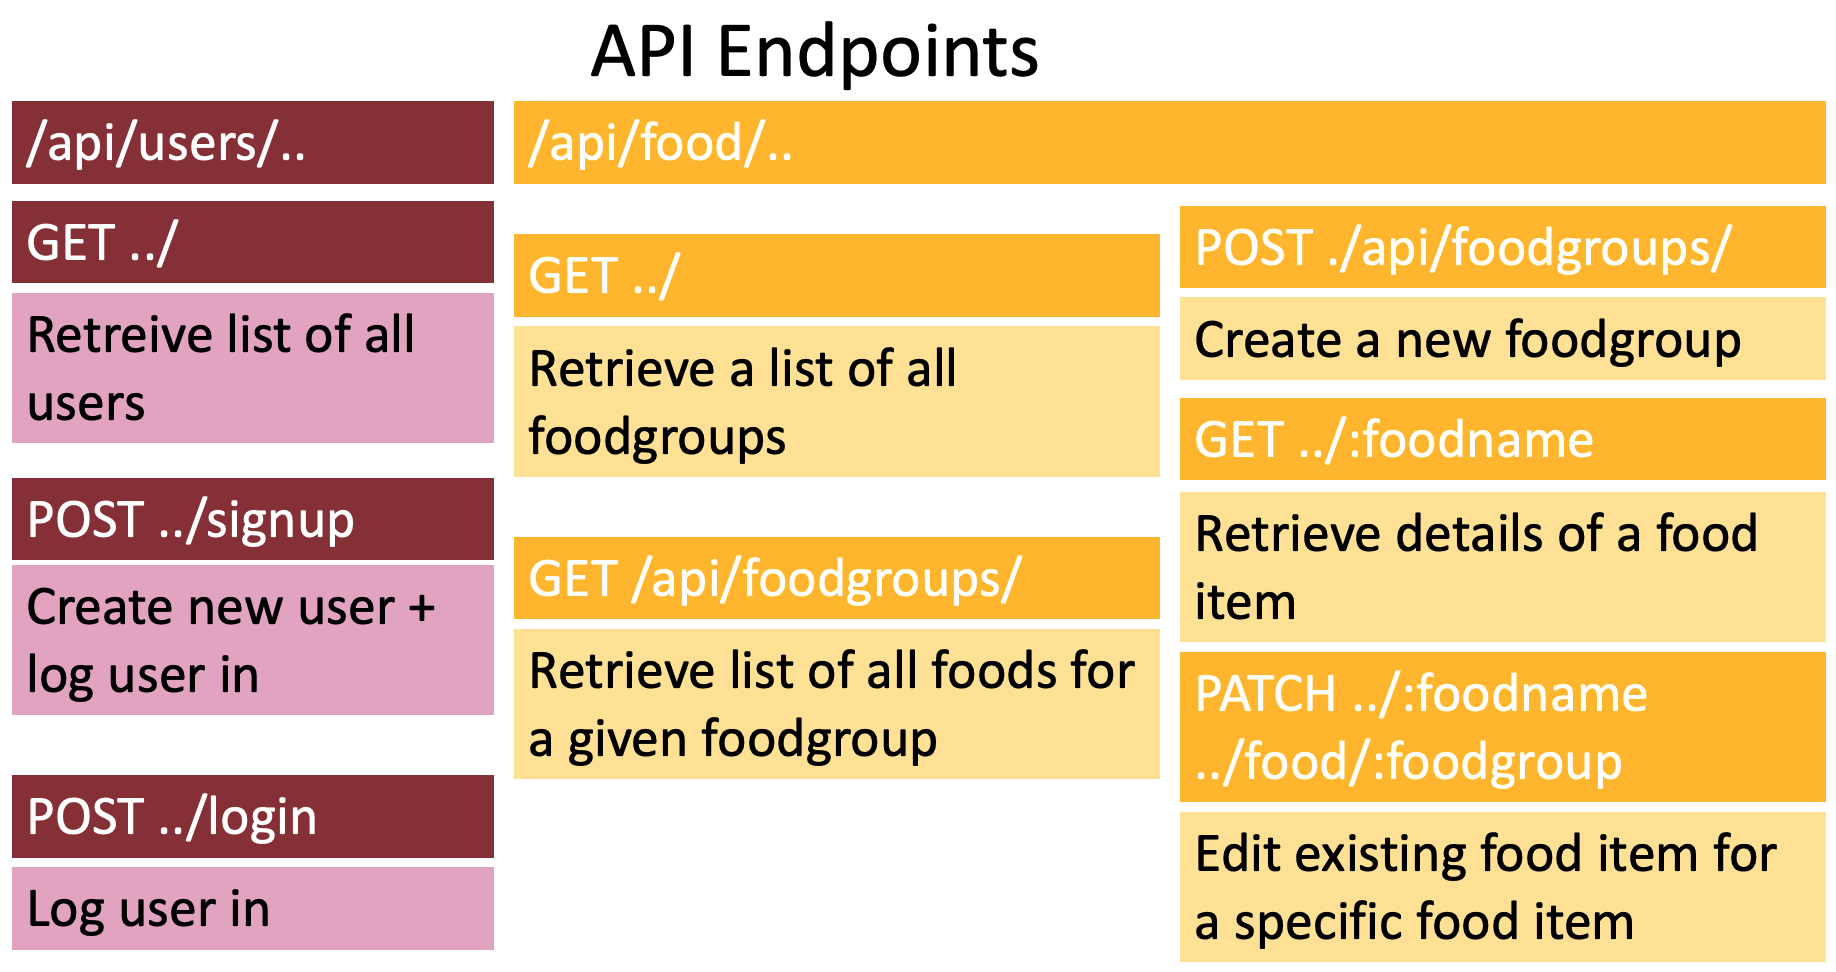 API Endpoints
/api/users/..
GET ../
Retreive list of all
users
POST ../signup
Create new user +
log user in
POST ../login
Log user in
/api/food/..
GET ../
Retrieve a list of all
foodgroups
GET /api/foodgroups/
Retrieve list of all foods for
a given foodgroup
POST ./api/foodgroups/
Create a new foodgroup
GET ../:foodname
Retrieve details of a food
item
PATCH ../:foodname
../food/:foodgroup
Edit existing food item for
a specific food item